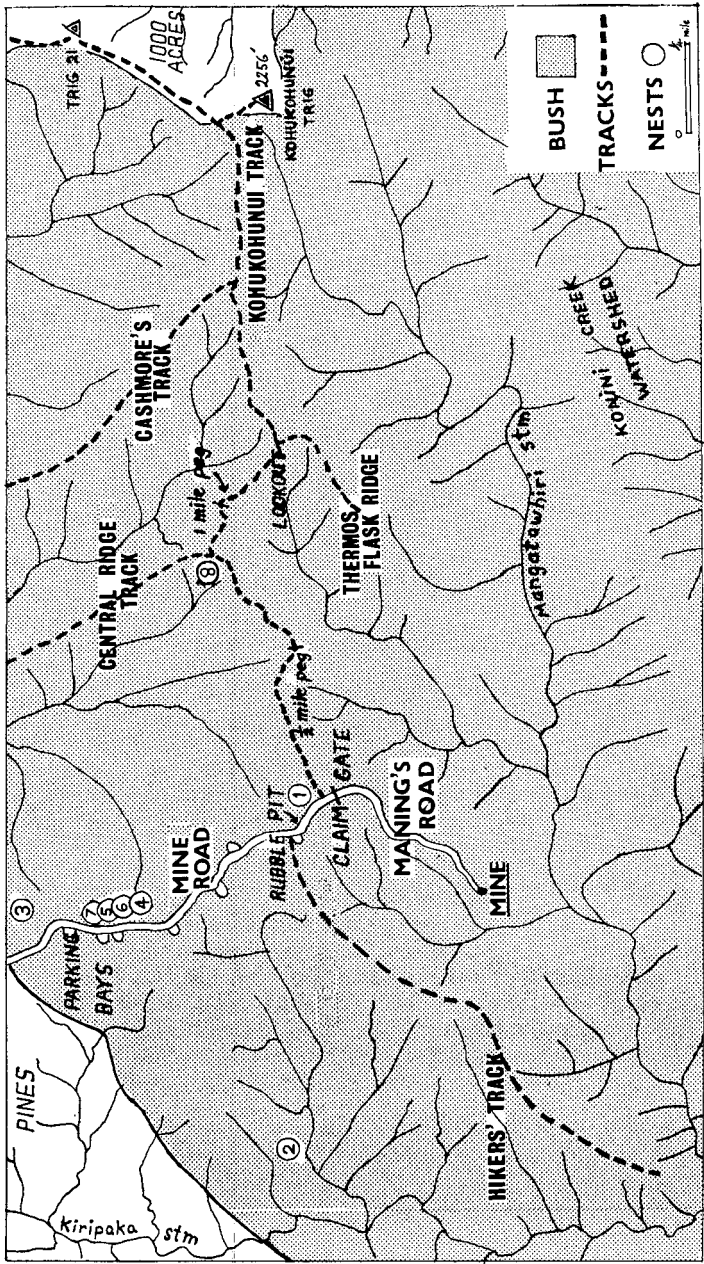 TRIG 21
1000
ACRES
2256'
KOHUKOHUNUI
TRIG
KOHUKOHUNUI TRACK
CASHMORE'S
TRACK
1 mile peg
LOOKOUT
THERMOS
FLASK RIDGE
CENTRAL RIDGE
TRACK
8
½ mile peg
Mangatawhiri stm
KONINI CREEK
WATERSHED
BUSH
TRACKS
NESTS
0 ¼ mile
3
7
5
6
4
PARKING
BAYS
MINE
ROAD
RUBBLE PIT
1
CLAIM GATE
MANING'S
ROAD
MINE
PINES
Kiripaka stm
2
HIKERS' TRACK